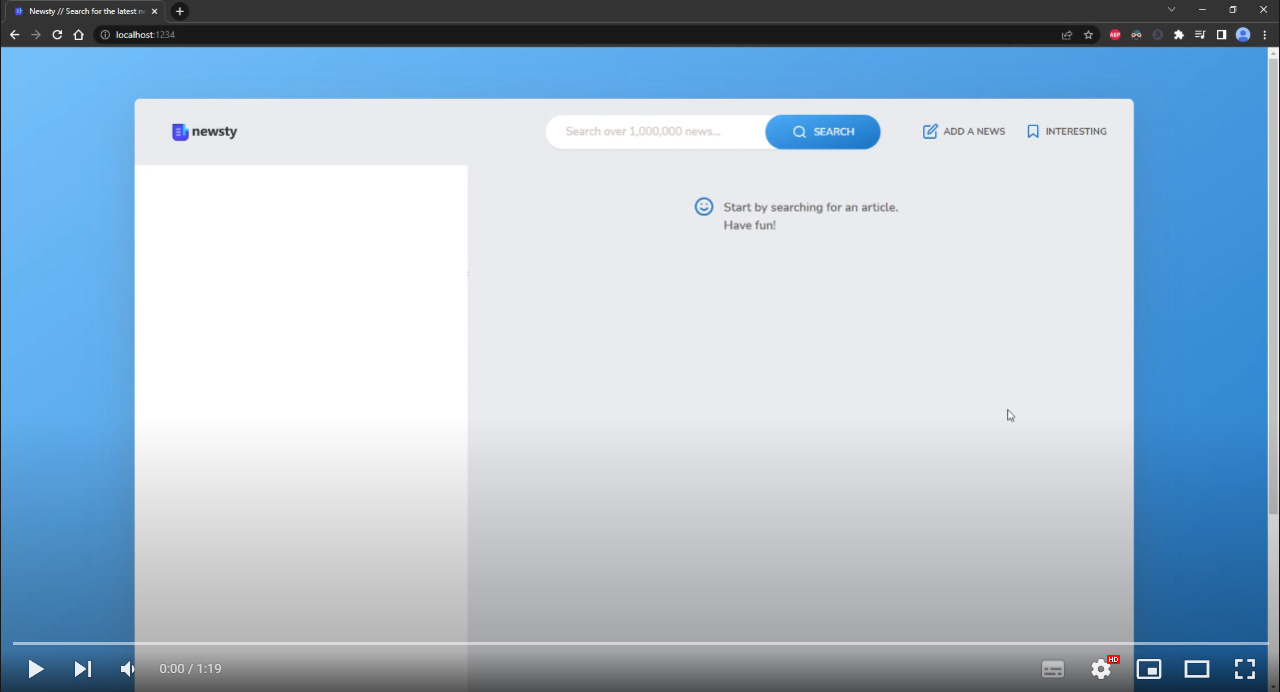 Newsty // Search for the latest n
localhost:1234
ABP
newsty
Search over 1,000,000 news...
SEARCH
ADD A NEWS
INTERESTING
Start by searching for an article.
Have fun!
0:00 / 1:19
HD